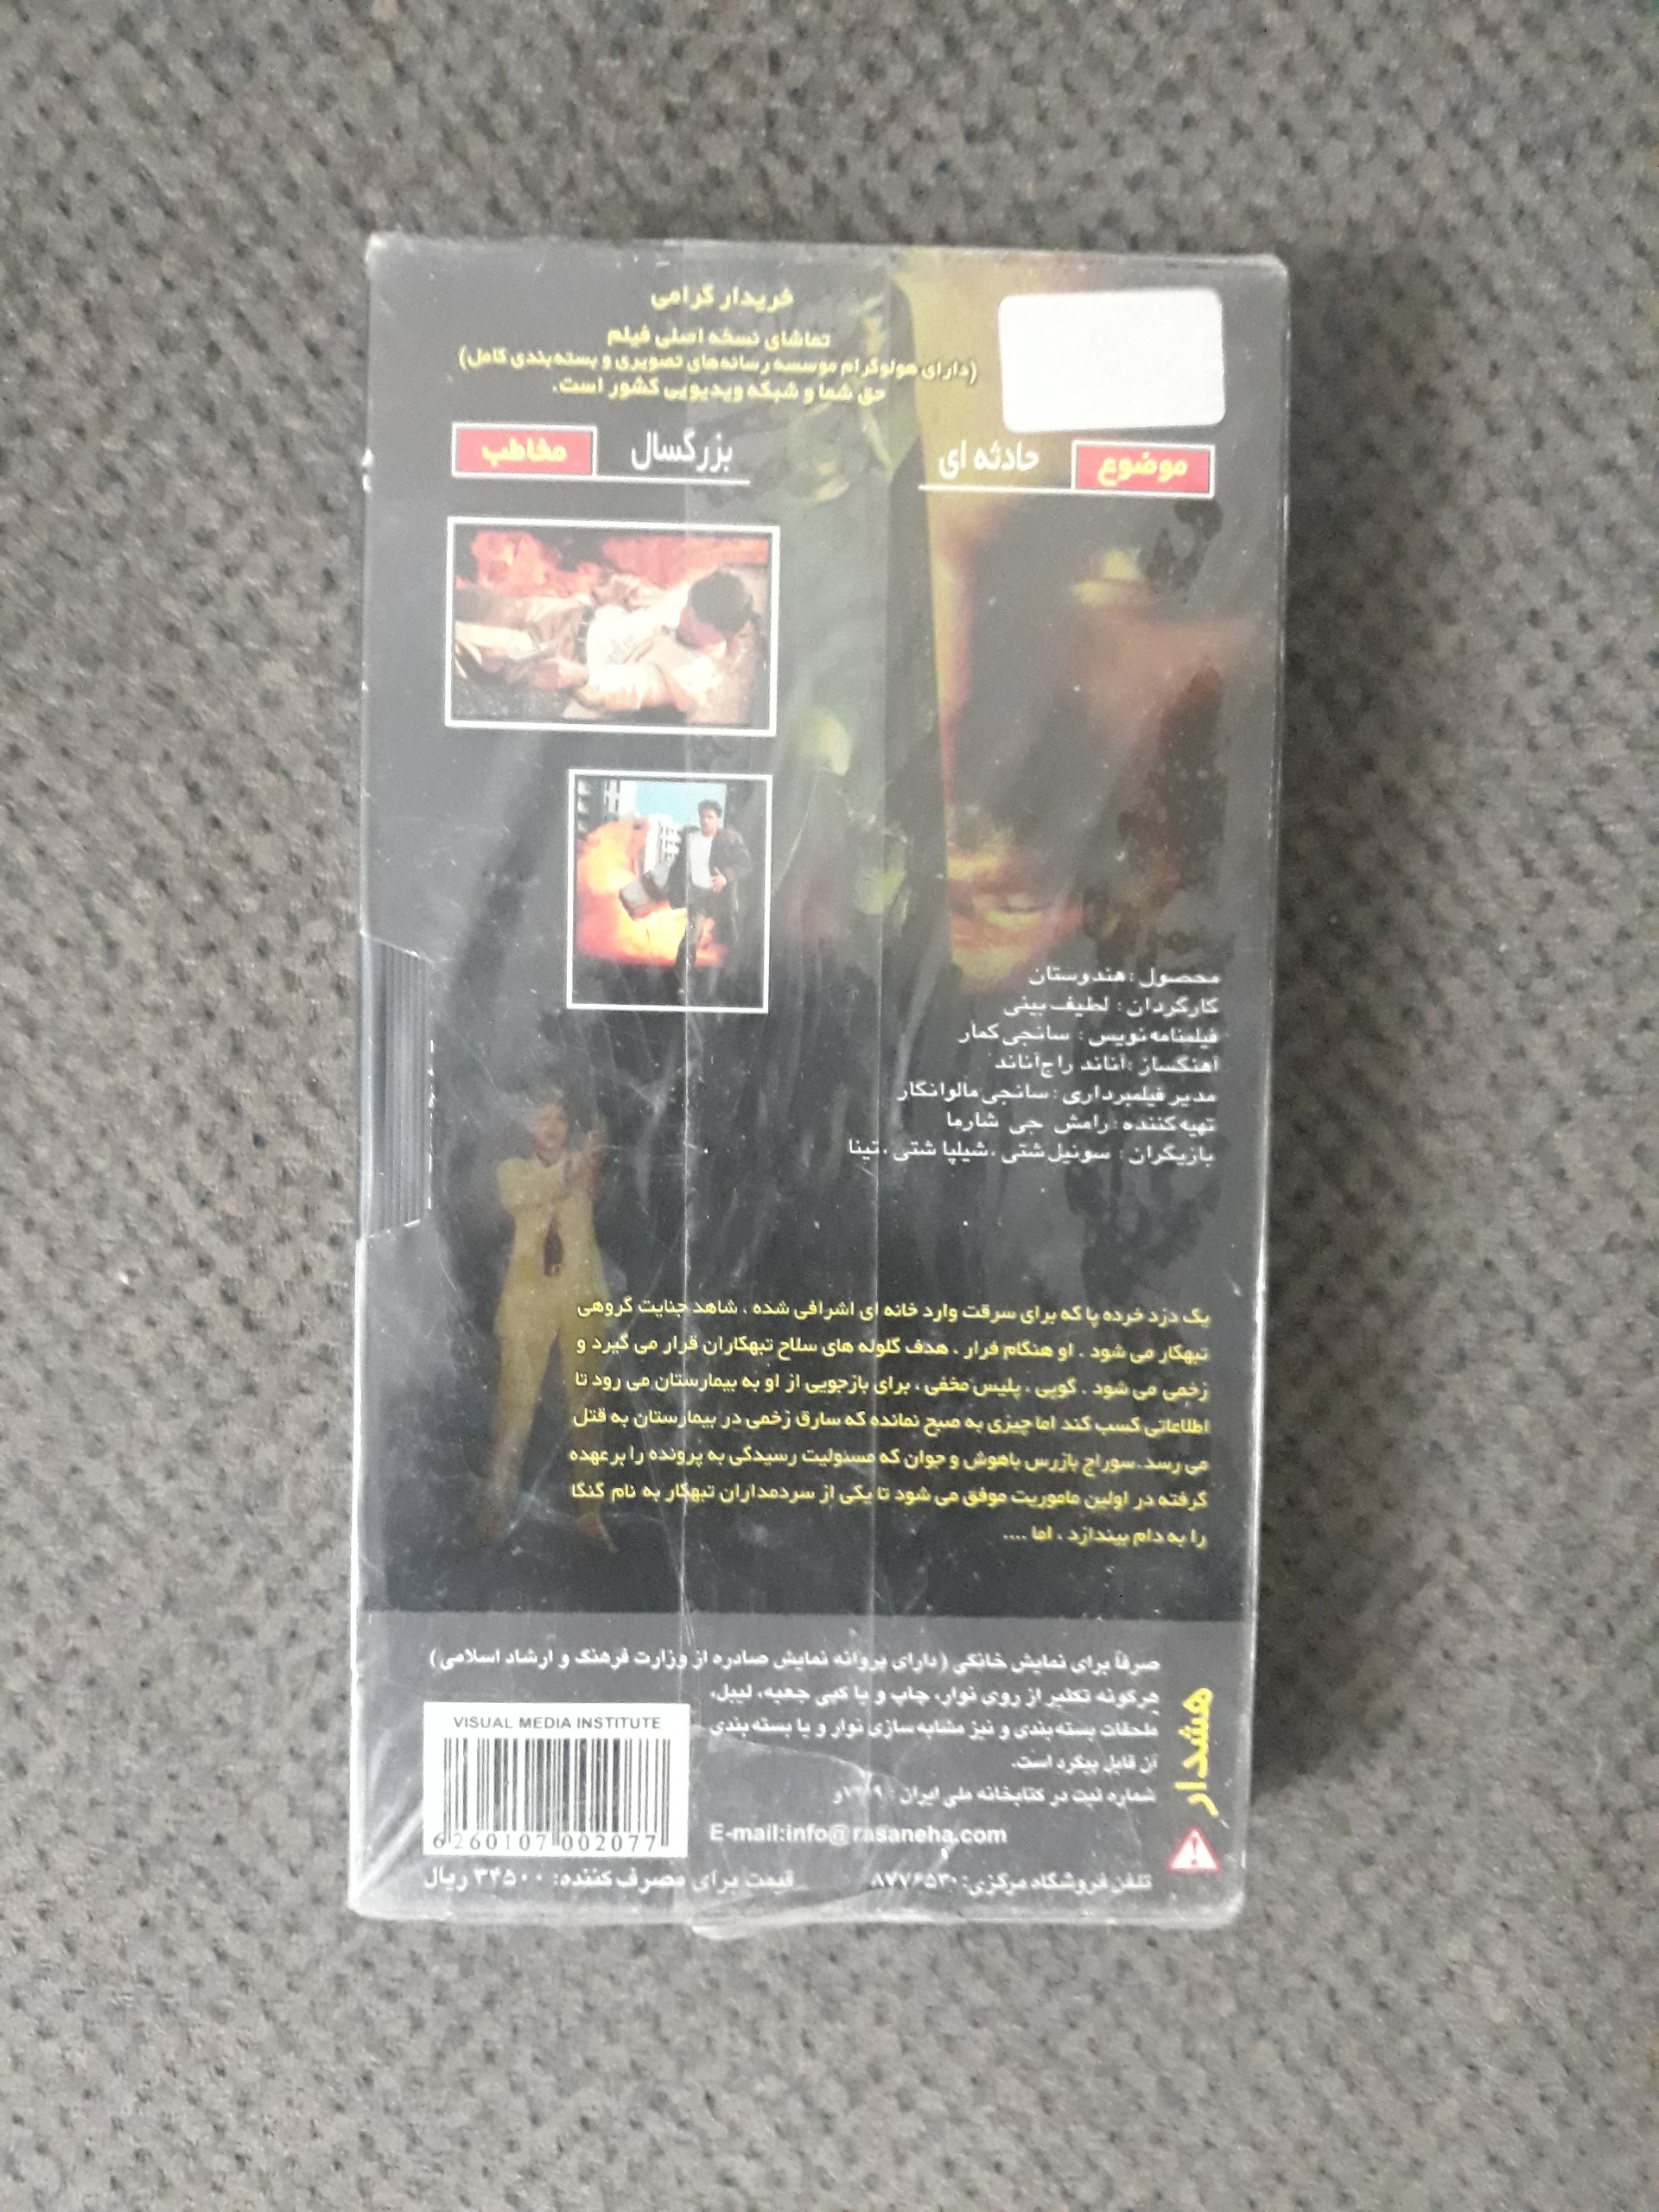 خریدار گرامی
تماشای نسخه اصلی فیلم
(دارای هولوگرام موسسه رسانه‌های تصویری و بسته‌بندی کامل)
حق شما و شبکه ویدیویی کشور است.
موضوع حادثه ای
مخاطب بزرگسال
محصول : هندوستان
کارگردان : لطیف بینی
فیلمنامه نویس : سانجی کمار
آهنگساز : آناند راج آناند
مدیر فیلمبرداری : سانجی مالوانکار
تهیه کننده : رامش جی شارما
بازیگران : سونیل شتی ، شیلپا شتی ، تینا
یک دزد خرده پا که برای سرقت وارد خانه ای اشرافی شده ، شاهد جنایت گروهی
تبهکار می شود . او هنگام فرار ، هدف گلوله های سلاح تبهکاران قرار می گیرد و
زخمی می شود . گوپی ، پلیس مخفی ، برای بازجویی از او به بیمارستان می رود تا
اطلاعاتی کسب کند اما چیزی به صبح نمانده که سارق زخمی در بیمارستان به قتل
می رسد. سوراج بازرس باهوش و جوان که مسئولیت رسیدگی به پرونده را بر عهده
گرفته در اولین ماموریت موفق می شود تا یکی از سردمداران تبهکار به نام گنگا
را به دام بیندازد ، اما ....
هشدار
صرفاً برای نمایش خانگی (دارای پروانه نمایش صادره از وزارت فرهنگ و ارشاد اسلامی)
هرگونه تکثیر از روی نوار، چاپ و یا کپی جعبه، لیبل،
ملحقات بسته بندی و نیز مشابه سازی نوار و یا بسته بندی
آن قابل پیگرد است.
شماره ثبت در کتابخانه ملی ایران :
E-mail:info@rasaneha.com
تلفن فروشگاه مرکزی: ۸۷۷۶۵۳۰
VISUAL MEDIA INSTITUTE
6 260107 002077
قیمت برای مصرف کننده: ۳۴۵۰۰ ریال